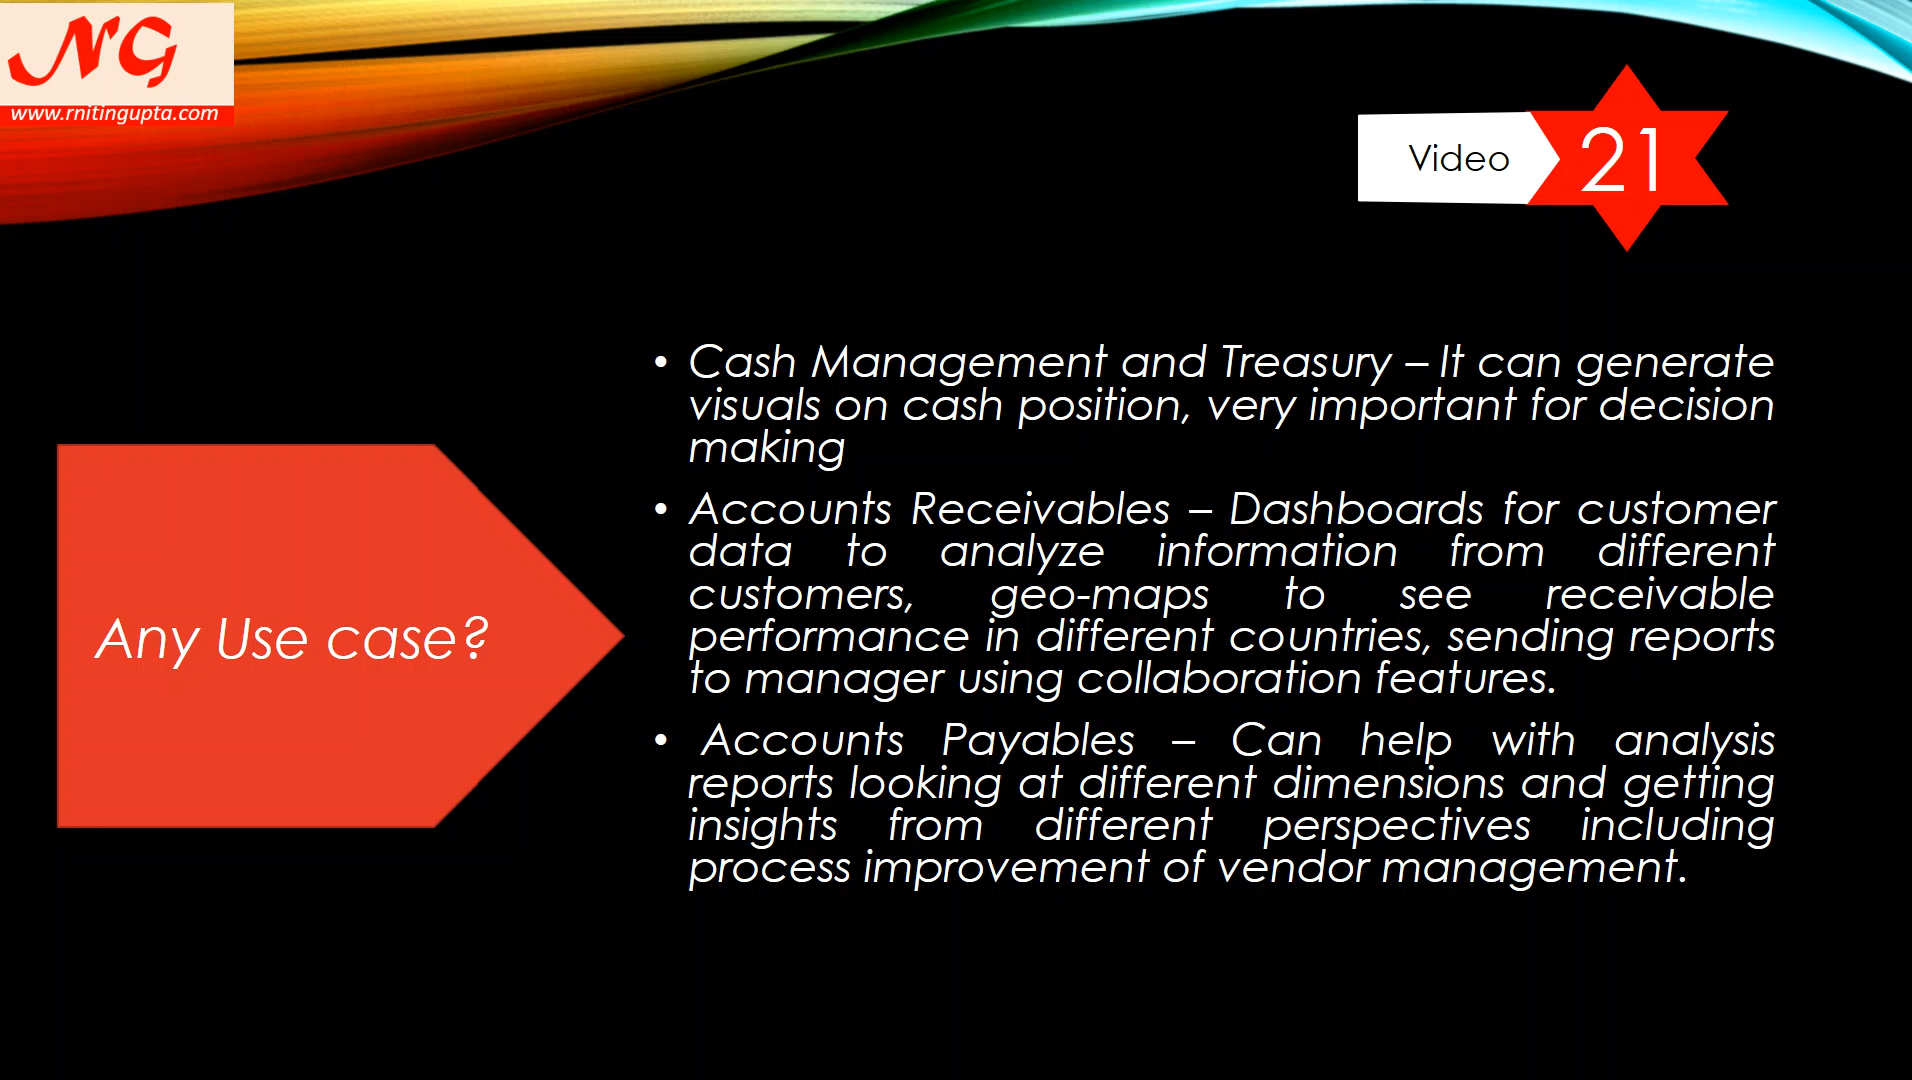 NG
www.rnitingupta.com
Video
21
Any Use case?
• Cash Management and Treasury – It can generate
visuals on cash position, very important for decision
making
• Accounts Receivables – Dashboards for customer
data to analyze information from different
customers, geo-maps to see receivable
performance in different countries, sending reports
to manager using collaboration features.
• Accounts Payables – Can help with analysis
reports looking at different dimensions and getting
insights from different perspectives including
process improvement of vendor management.